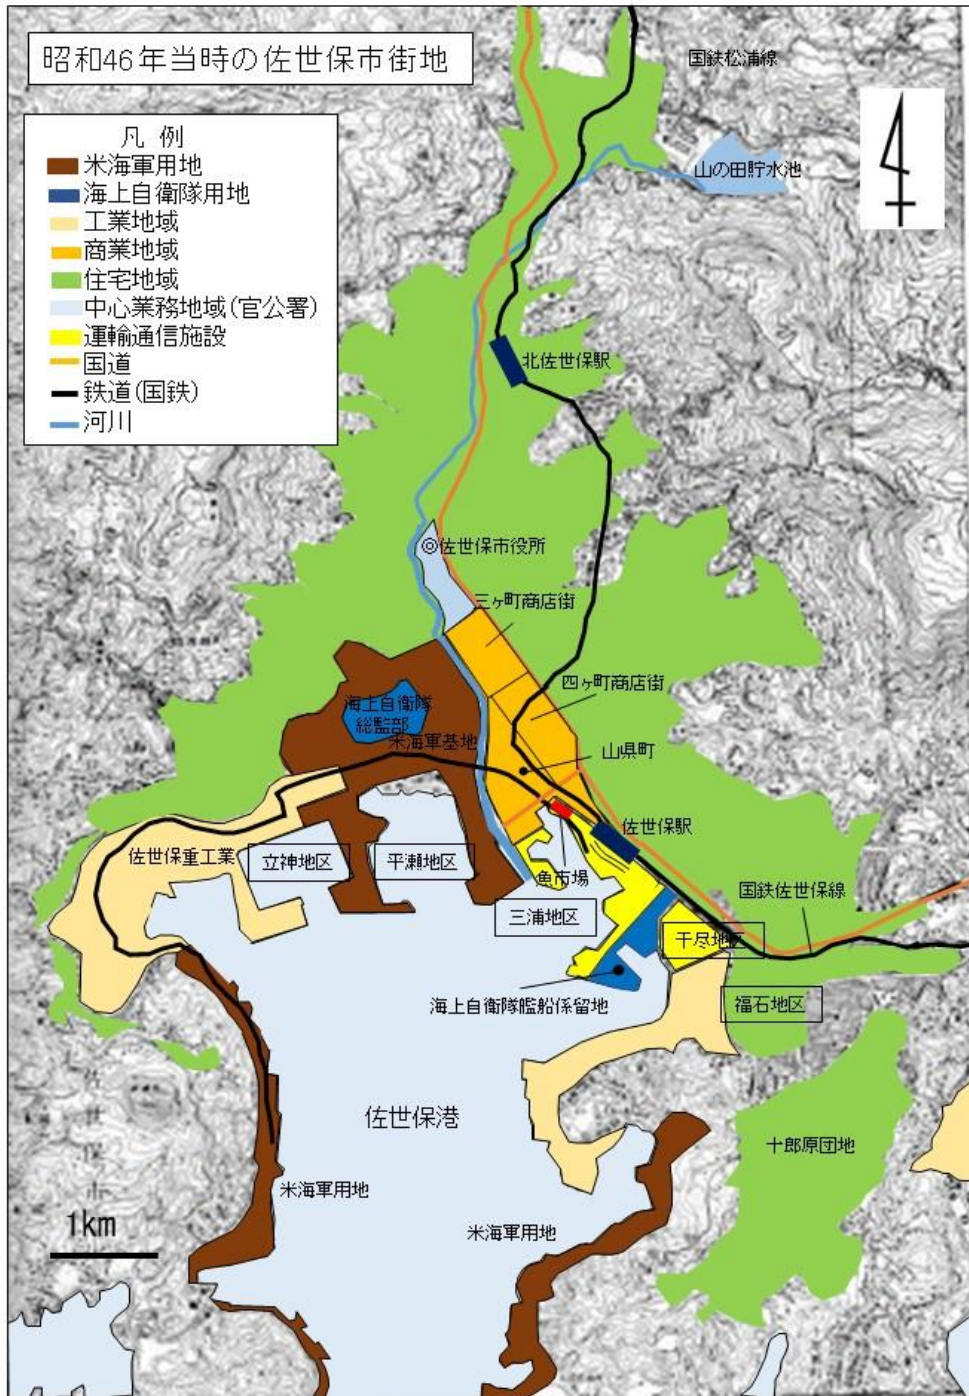 昭和46年当時の佐世保市街地
国鉄松浦線
凡 例
米海軍用地
海上自衛隊用地
工業地域
商業地域
住宅地域
中心業務地域(官公署)
運輸通信施設
国道
鉄道(国鉄)
河川
山の田貯水池
北佐世保駅
佐世保市役所
三ヶ町商店街
四ヶ町商店街
海上自衛隊
総監部
米海軍基地
山県町
佐世保駅
佐世保重工業
立神地区
平瀬地区
魚市場
国鉄佐世保線
三浦地区
干尽地区
海上自衛隊艦船係留地
福石地区
佐世保港
十郎原団地
米海軍用地
米海軍用地
1km